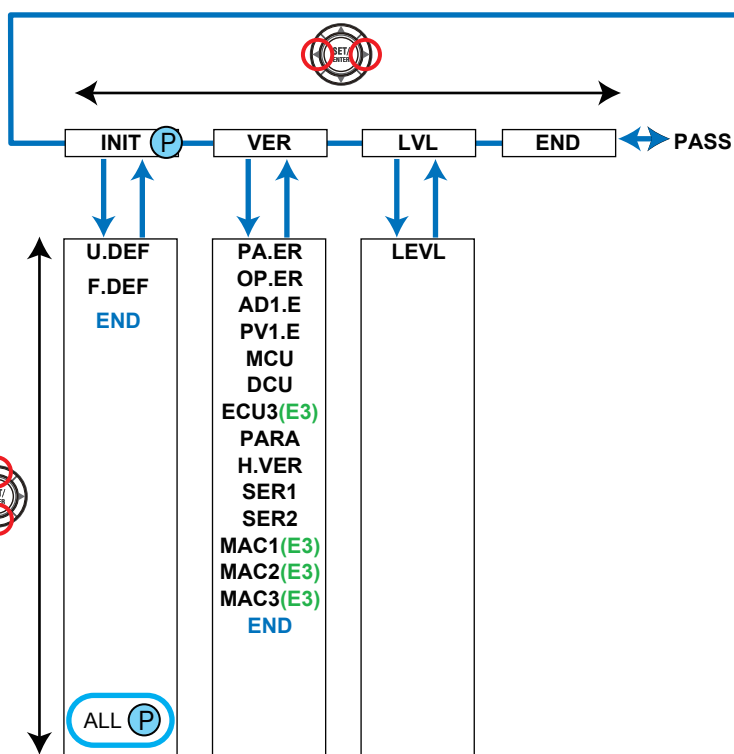 SET/
ENTER
INIT P VER LVL END PASS
U.DEF
F.DEF
END
ALL P
PA.ER
OP.ER
AD1.E
PV1.E
MCU
DCU
ECU3(E3)
PARA
H.VER
SER1
SER2
MAC1(E3)
MAC2(E3)
MAC3(E3)
END
LEVL